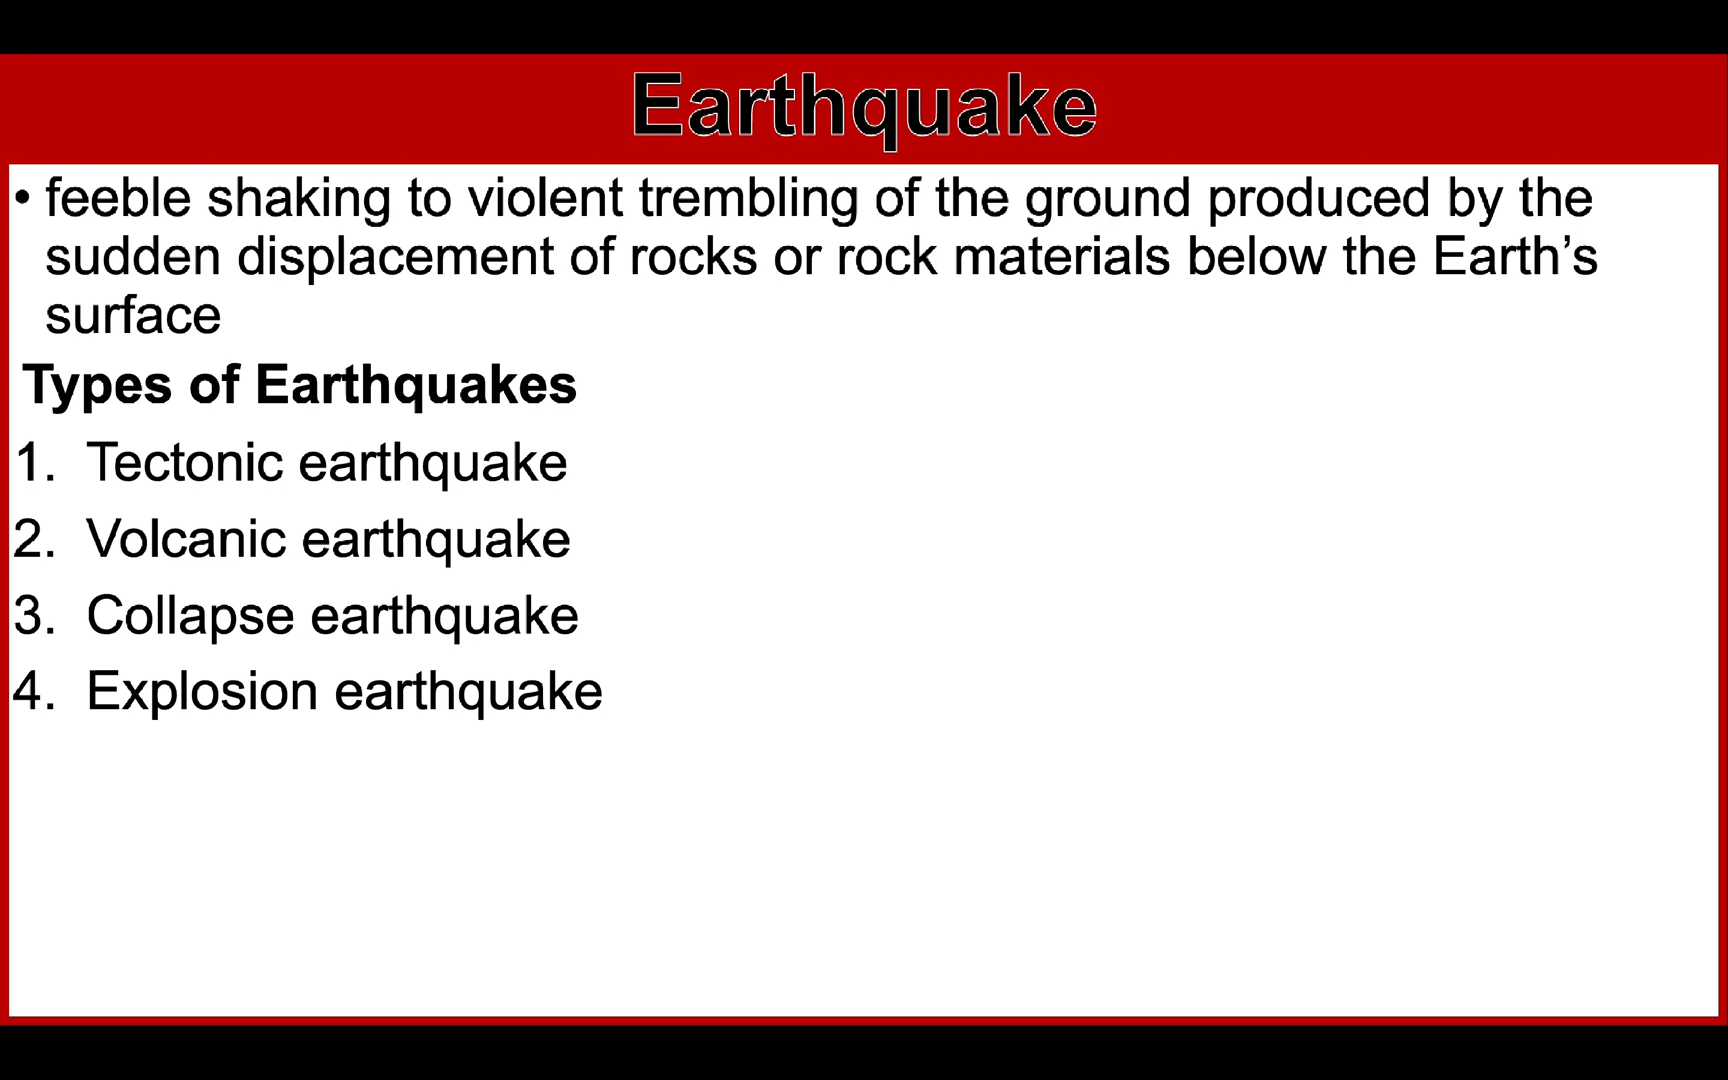 Earthquake
• feeble shaking to violent trembling of the ground produced by the
sudden displacement of rocks or rock materials below the Earth’s
surface
Types of Earthquakes
1. Tectonic earthquake
2. Volcanic earthquake
3. Collapse earthquake
4. Explosion earthquake